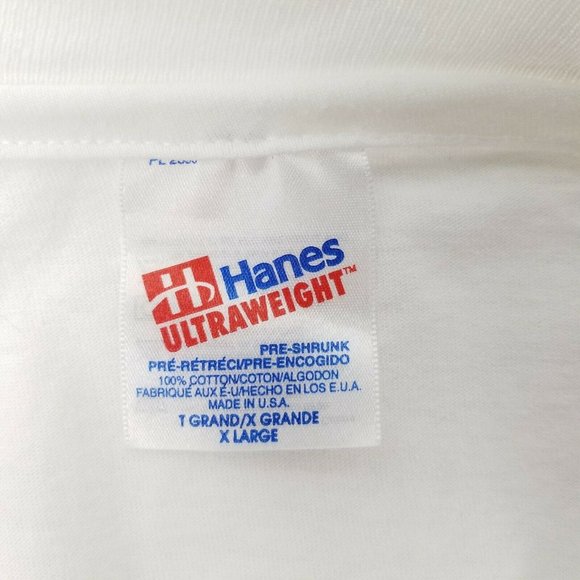 Hanes
ULTRAWEIGHT™
PRE-SHRUNK
PRÉ-RÉTRÉCI/PRE-ENCOGIDO
100% COTTON/COTON/ALGODON
FABRIQUÉ AUX É-U/HECHO EN LOS E.U.A.
MADE IN U.S.A.
T GRAND/X GRANDE
X LARGE